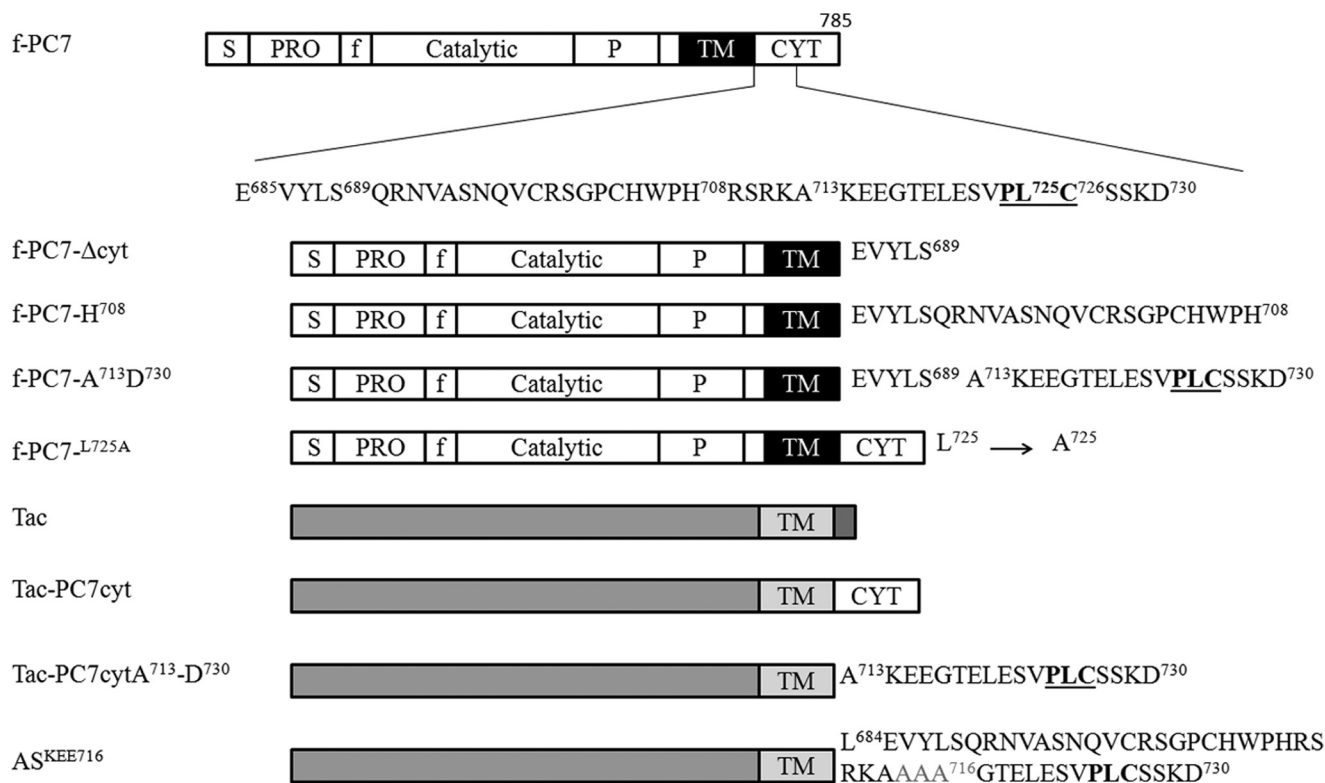 785
f-PC7 S PRO f Catalytic P TM CYT
E⁶⁸⁵VYLS⁶⁸⁹QRNVASNQVCRSGPCHWPH⁷⁰⁸RSRKA⁷¹³KEEGTELESVPL⁷²⁵C⁷²⁶SSKD⁷³⁰
f-PC7-Δcyt S PRO f Catalytic P TM EVYLS⁶⁸⁹
f-PC7-H⁷⁰⁸ S PRO f Catalytic P TM EVYLSQRNVASNQVCRSGPCHWPH⁷⁰⁸
f-PC7-A⁷¹³D⁷³⁰ S PRO f Catalytic P TM EVYLS⁶⁸⁹ A⁷¹³KEEGTELESVPLCSSKD⁷³⁰
f-PC7-ᴸ⁷²⁵ᴬ S PRO f Catalytic P TM CYT L⁷²⁵ → A⁷²⁵
Tac TM
Tac-PC7cyt TM CYT
Tac-PC7cytA⁷¹³-D⁷³⁰ TM A⁷¹³KEEGTELESVPLCSSKD⁷³⁰
ASᴷᴱᴱ⁷¹⁶ TM L⁶⁸⁴EVYLSQRNVASNQVCRSGPCHWPHRS
RKAAAA⁷¹⁶GTELESVPLCSSKD⁷³⁰